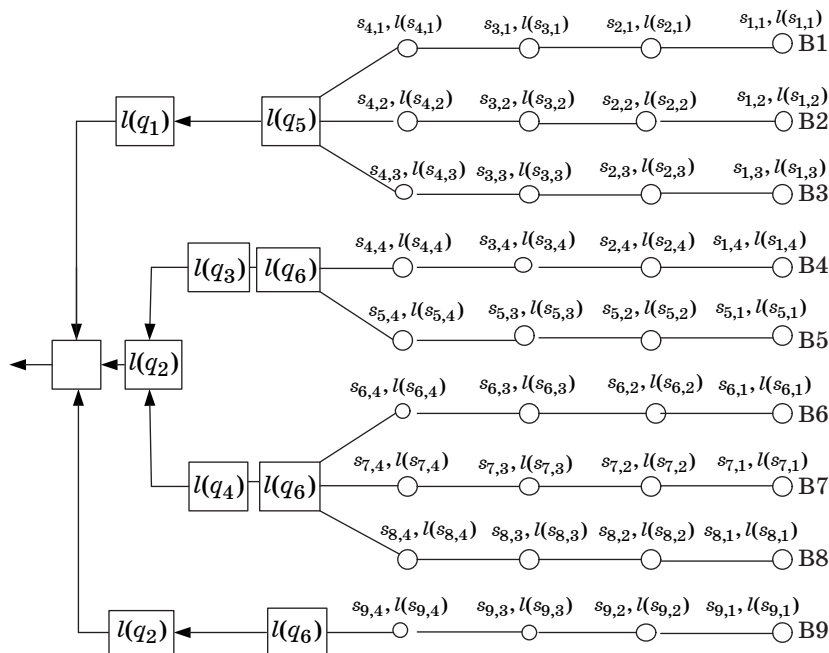 s4,1, l(s4,1) s3,1, l(s3,1) s2,1, l(s2,1) s1,1, l(s1,1)
B1
s4,2, l(s4,2) s3,2, l(s3,2) s2,2, l(s2,2) s1,2, l(s1,2)
l(q1) l(q5) B2
s4,3, l(s4,3) s3,3, l(s3,3) s2,3, l(s2,3) s1,3, l(s1,3)
B3
s4,4, l(s4,4) s3,4, l(s3,4) s2,4, l(s2,4) s1,4, l(s1,4)
l(q3) l(q6) B4
s5,4, l(s5,4) s5,3, l(s5,3) s5,2, l(s5,2) s5,1, l(s5,1)
B5
l(q2)
s6,4, l(s6,4) s6,3, l(s6,3) s6,2, l(s6,2) s6,1, l(s6,1)
B6
s7,4, l(s7,4) s7,3, l(s7,3) s7,2, l(s7,2) s7,1, l(s7,1)
l(q4) l(q6) B7
s8,4, l(s8,4) s8,3, l(s8,3) s8,2, l(s8,2) s8,1, l(s8,1)
B8
s9,4, l(s9,4) s9,3, l(s9,3) s9,2, l(s9,2) s9,1, l(s9,1)
l(q2) l(q6) B9